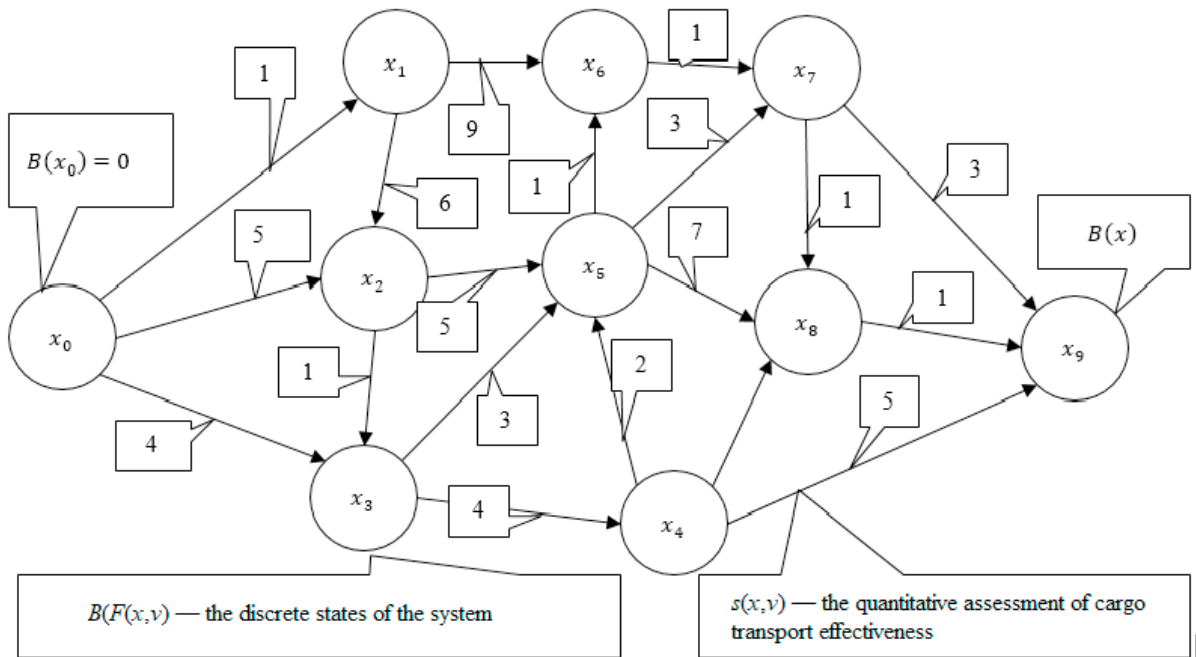 1
x₁
x₆
1
x₇
9
3
3
B(x₀) = 0
6
1
1
B(x)
5
x₂
5
x₅
7
x₈
1
x₀
x₉
1
3
2
5
4
x₃
4
x₄
B(F(x,v) — the discrete states of the system
s(x,v) — the quantitative assessment of cargo
transport effectiveness